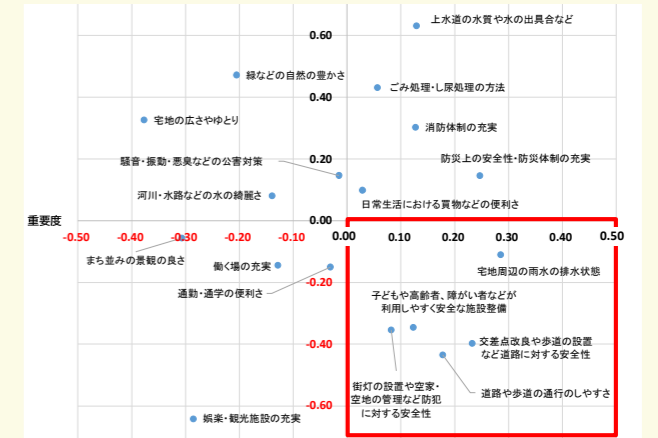 0.60
上水道の水質や水の出具合など
緑などの自然の豊かさ
ごみ処理・し尿処理の方法
0.40
宅地の広さやゆとり
消防体制の充実
騒音・振動・悪臭などの公害対策
0.20
防災上の安全性・防災体制の充実
河川・水路などの水の綺麗さ
日常生活における買物などの便利さ
重要度
0.00
-0.50 -0.40 -0.30 -0.20 -0.10 0.00 0.10 0.20 0.30 0.40 0.50
まち並みの景観の良さ
働く場の充実
宅地周辺の雨水の排水状態
通勤・通学の便利さ
-0.20
子どもや高齢者、障がい者などが
利用しやすく安全な施設整備
交差点改良や歩道の設置
など道路に対する安全性
-0.40
街灯の設置や空家・
空地の管理など防犯
に対する安全性
道路や歩道の通行のしやすさ
-0.60
娯楽・観光施設の充実